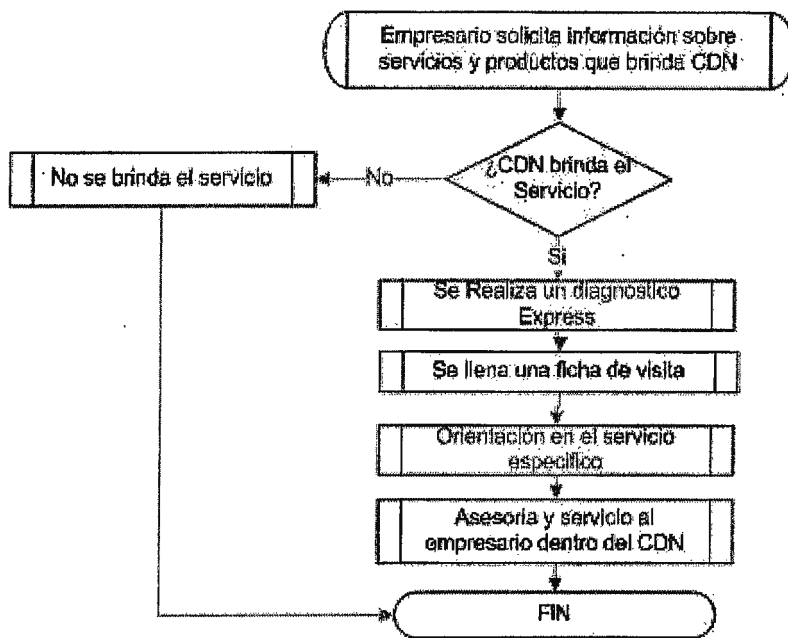 Empresario solicita información sobre
servicios y productos que brinda CDN
¿CDN brinda el
Servicio?
No
No se brinda el servicio
Si
Se Realiza un diagnostico
Express
Se llena una ficha de visita
Orientación en el servicio
especifico
Asesoria y servicio al
empresario dentro del CDN
FIN